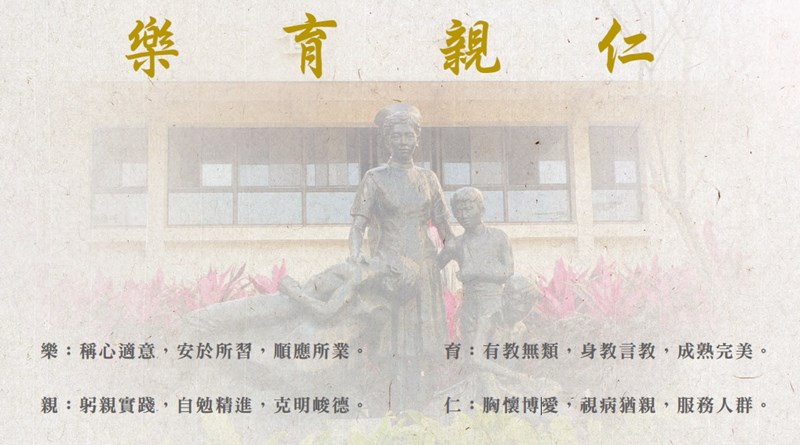 樂育親仁
樂：稱心適意，安於所習，順應所業。
育：有教無類，身教言教，成熟完美。
親：躬親實踐，自勉精進，克明峻德。
仁：胸懷博愛，視病猶親，服務人群。